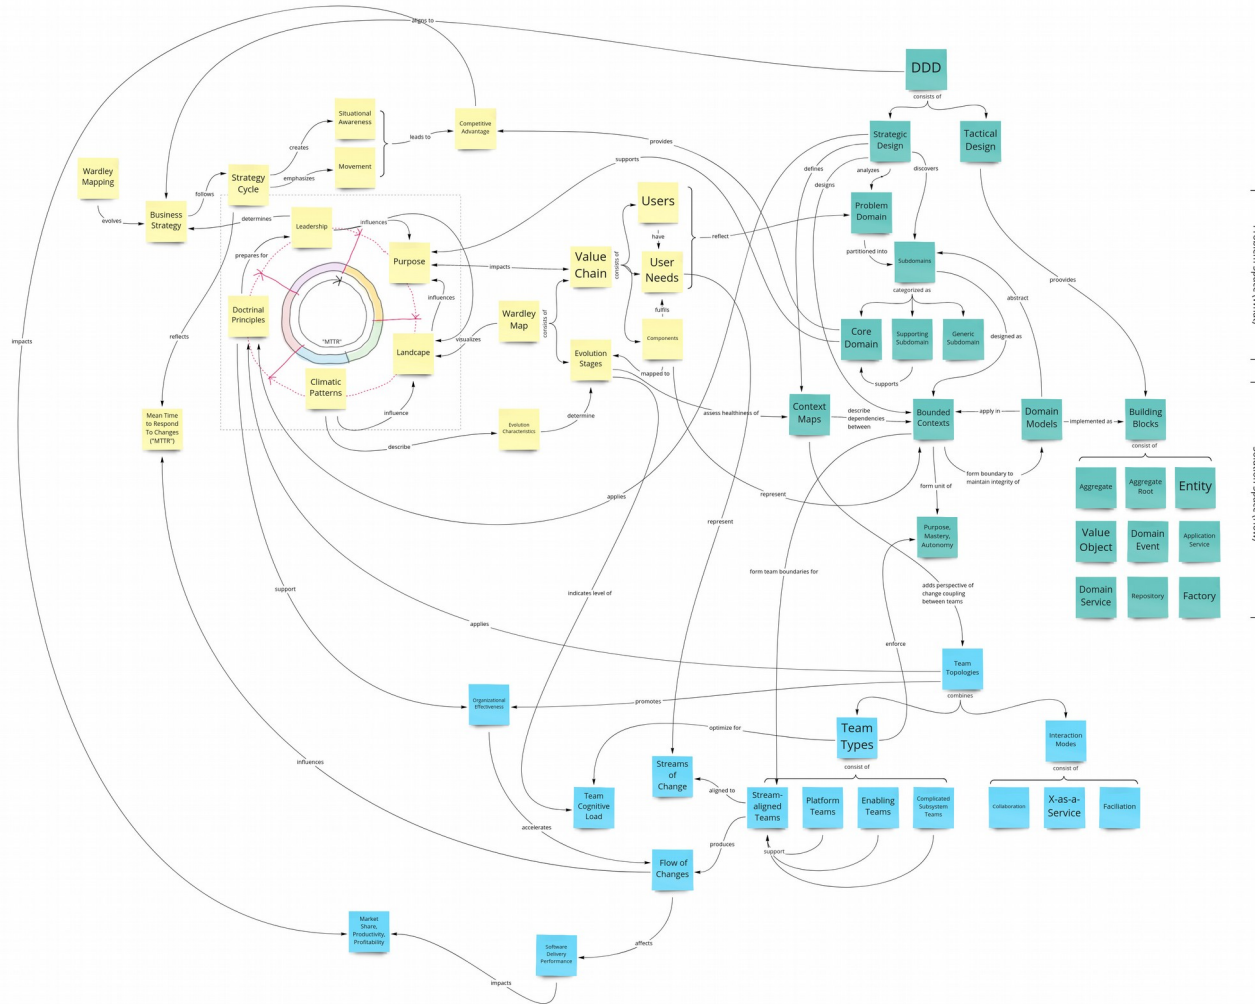 aligns to
DDD
consists of
Situational
Awareness
Competitive
Advantage
Strategic
Design
Tactical
Design
leads to
creates
provides
Wardley
Mapping
Strategy
Cycle
emphasizes
Movement
supports
defines
analyzes
discovers
designs
follows
evolves
Business
Strategy
determines
Leadership
influences
Users
have
reflect
Problem
Domain
partitioned into
prepares for
Purpose
impacts
Value
Chain
consists of
User
Needs
Subdomains
categorized as
proovides
influences
fulfils
abstract
Doctrinal
Principles
"MTTR"
Landscape
visualizes
Wardley
Map
consists of
Components
Core
Domain
Supporting
Subdomain
Generic
Subdomain
designed as
impacts
reflects
Climatic
Patterns
influence
Evolution
Stages
mapped to
supports
Mean Time
to Respond
To Changes
("MTTR")
describe
Evolution
Characteristics
determine
assess healthiness of
Context
Maps
describe
dependencies
between
Bounded
Contexts
apply in
Domain
Models
implemented as
Building
Blocks
consist of
form boundary to
maintain integrity of
form unit of
applies
represent
represent
Aggregate
Aggregate
Root
Entity
Purpose,
Mastery,
Autonomy
Value
Object
Domain
Event
Application
Service
Domain
Service
Repository
Factory
support
indicates level of
form team boundaries for
adds perspective of
change coupling
between teams
applies
enforce
Team
Topologies
combines
Organizational
Effectiveness
promotes
optimize for
Team
Types
consist of
Interaction
Modes
consist of
influences
Streams
of
Change
aligned to
Team
Cognitive
Load
Stream-
aligned
Teams
Platform
Teams
Enabling
Teams
Complicated
Subsystem
Teams
Collaboration
X-as-a-
Service
Faciliation
accelerates
produces
support
Flow of
Changes
Market
Share,
Productivity,
Profitability
affects
Software
Delivery
Performance
impacts